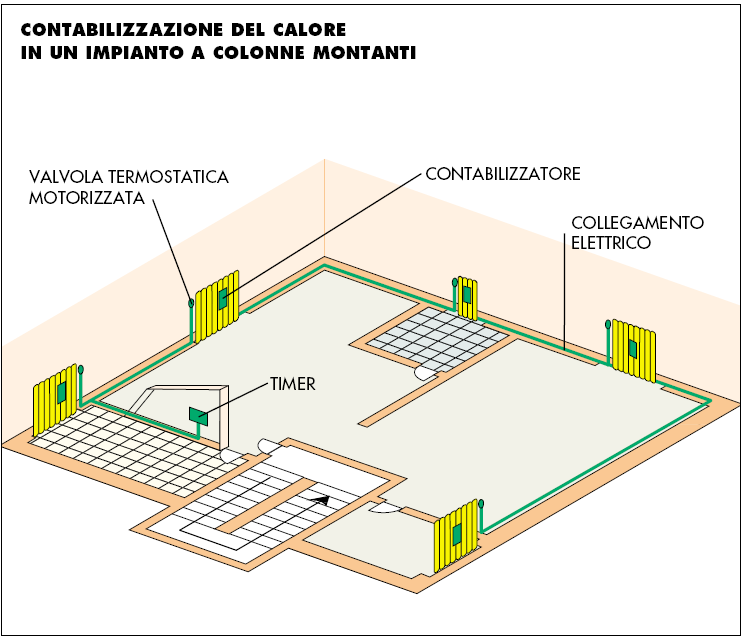 CONTABILIZZAZIONE DEL CALORE
IN UN IMPIANTO A COLONNE MONTANTI
VALVOLA TERMOSTATICA
MOTORIZZATA
CONTABILIZZATORE
COLLEGAMENTO
ELETTRICO
TIMER